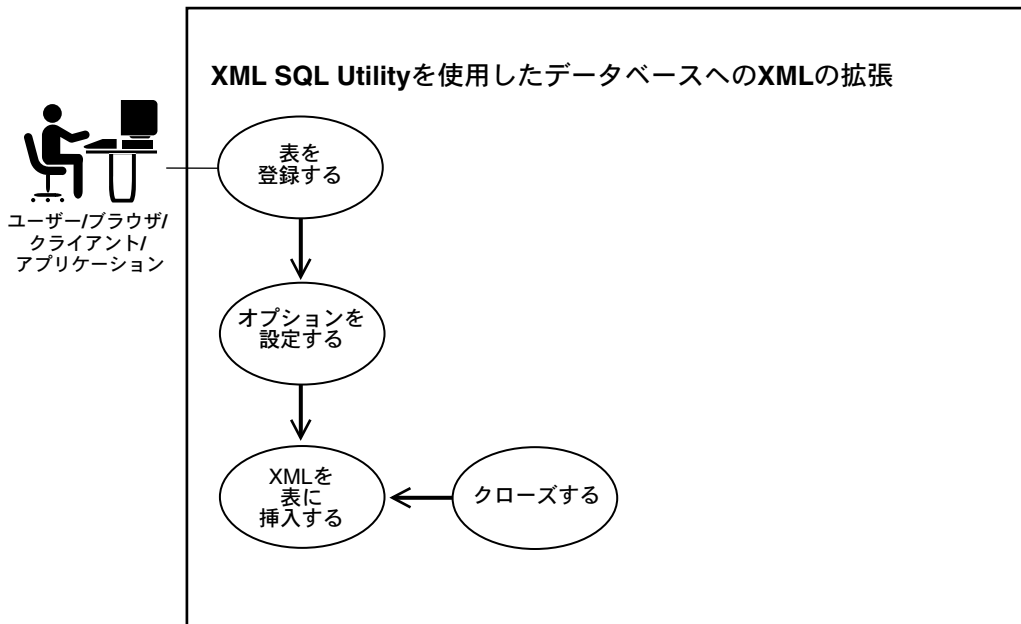 XML SQL Utilityを使用したデータベースへのXMLの拡張
表を
登録する
ユーザー/ブラウザ/
クライアント/
アプリケーション
オプションを
設定する
XMLを
表に
挿入する
クローズする